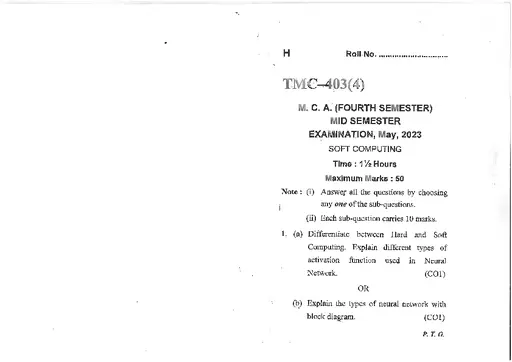 H Roll No. ..............................
TMC-403(4)
M. C. A. (FOURTH SEMESTER)
MID SEMESTER
EXAMINATION, May, 2023
SOFT COMPUTING
Time : 1½ Hours
Maximum Marks : 50
Note : (i) Answer all the questions by choosing
any one of the sub-questions.
(ii) Each sub-question carries 10 marks.
1. (a) Differentiate between Hard and Soft
Computing. Explain different types of
activation function used in Neural
Network. (CO1)
OR
(b) Explain the types of neural network with
block diagram. (CO1)
P. T. O.